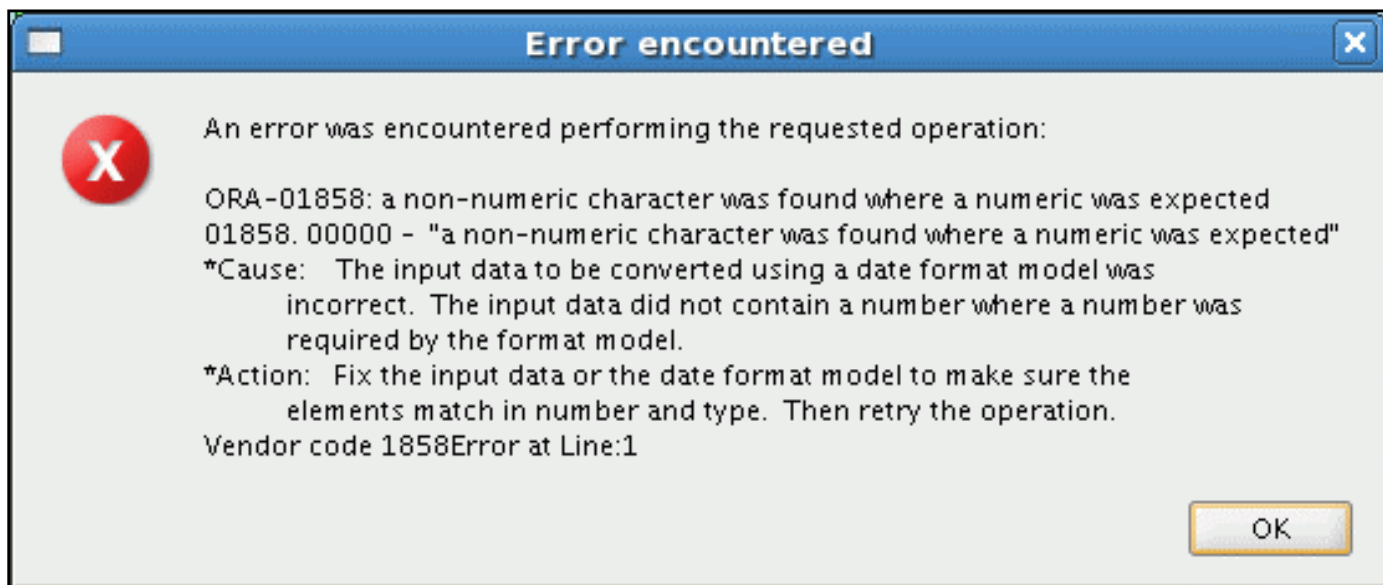 Error encountered
An error was encountered performing the requested operation:
ORA-01858: a non-numeric character was found where a numeric was expected
01858. 00000 - "a non-numeric character was found where a numeric was expected"
*Cause: The input data to be converted using a date format model was
incorrect. The input data did not contain a number where a number was
required by the format model.
*Action: Fix the input data or the date format model to make sure the
elements match in number and type. Then retry the operation.
Vendor code 1858Error at Line:1
OK